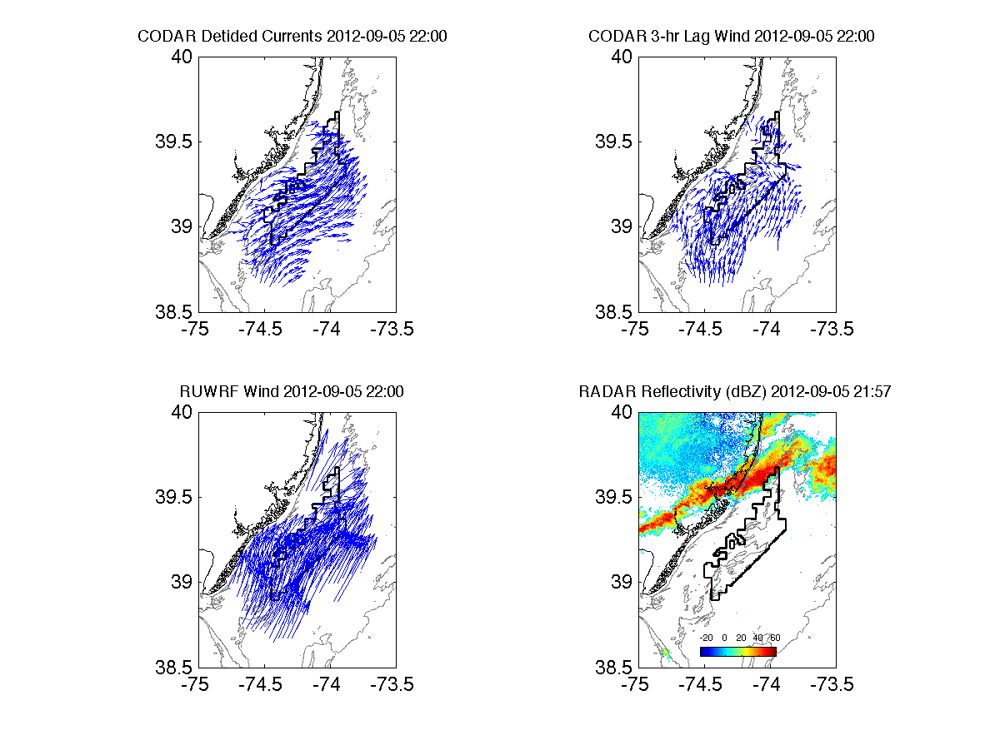 CODAR Detided Currents 2012-09-05 22:00
40
39.5
39
38.5
-75 -74.5 -74 -73.5
CODAR 3-hr Lag Wind 2012-09-05 22:00
40
39.5
39
38.5
-75 -74.5 -74 -73.5
RUWRF Wind 2012-09-05 22:00
40
39.5
39
38.5
-75 -74.5 -74 -73.5
RADAR Reflectivity (dBZ) 2012-09-05 21:57
40
39.5
39
-20 0 20 40 60
38.5
-75 -74.5 -74 -73.5